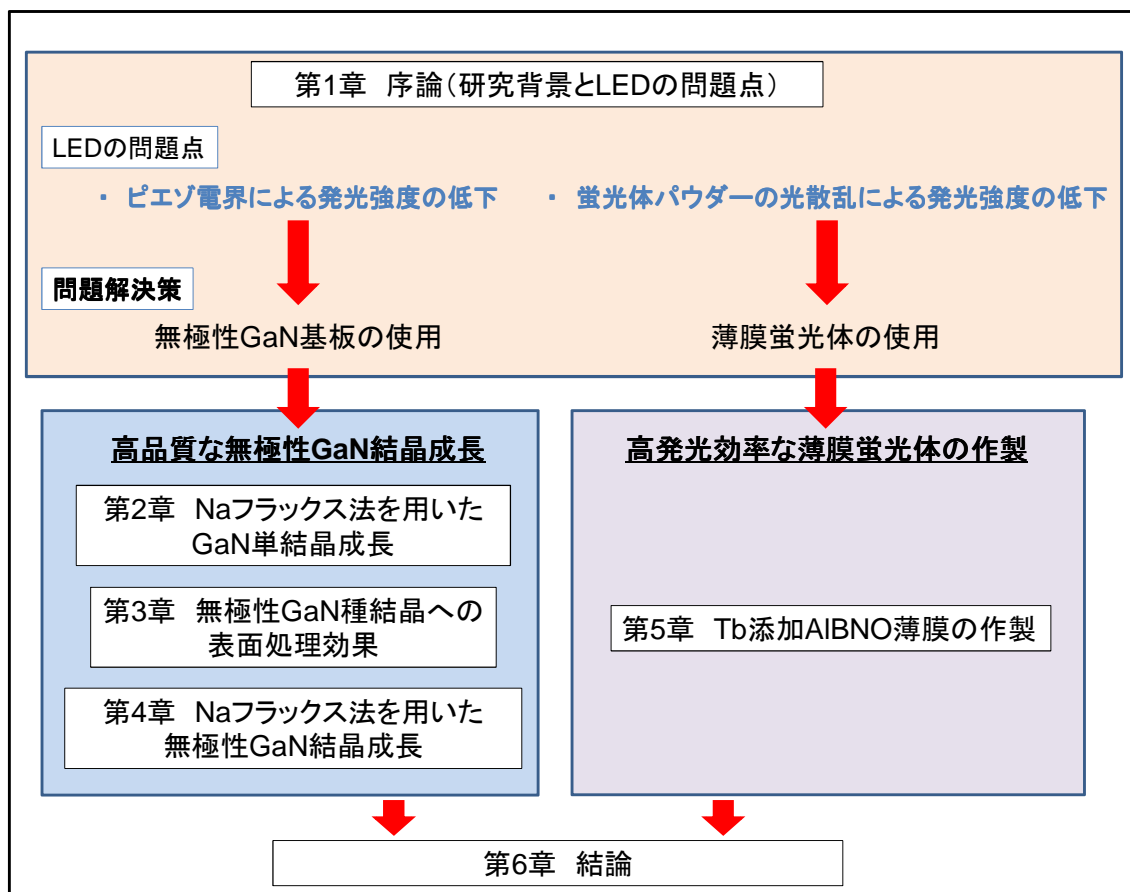 第1章 序論(研究背景とLEDの問題点)
LEDの問題点
・ ピエゾ電界による発光強度の低下
・ 蛍光体パウダーの光散乱による発光強度の低下
問題解決策
無極性GaN基板の使用
薄膜蛍光体の使用
高品質な無極性GaN結晶成長
第2章 Naフラックス法を用いた
GaN単結晶成長
第3章 無極性GaN種結晶への
表面処理効果
第4章 Naフラックス法を用いた
無極性GaN結晶成長
高発光効率な薄膜蛍光体の作製
第5章 Tb添加AlBNO薄膜の作製
第6章 結論